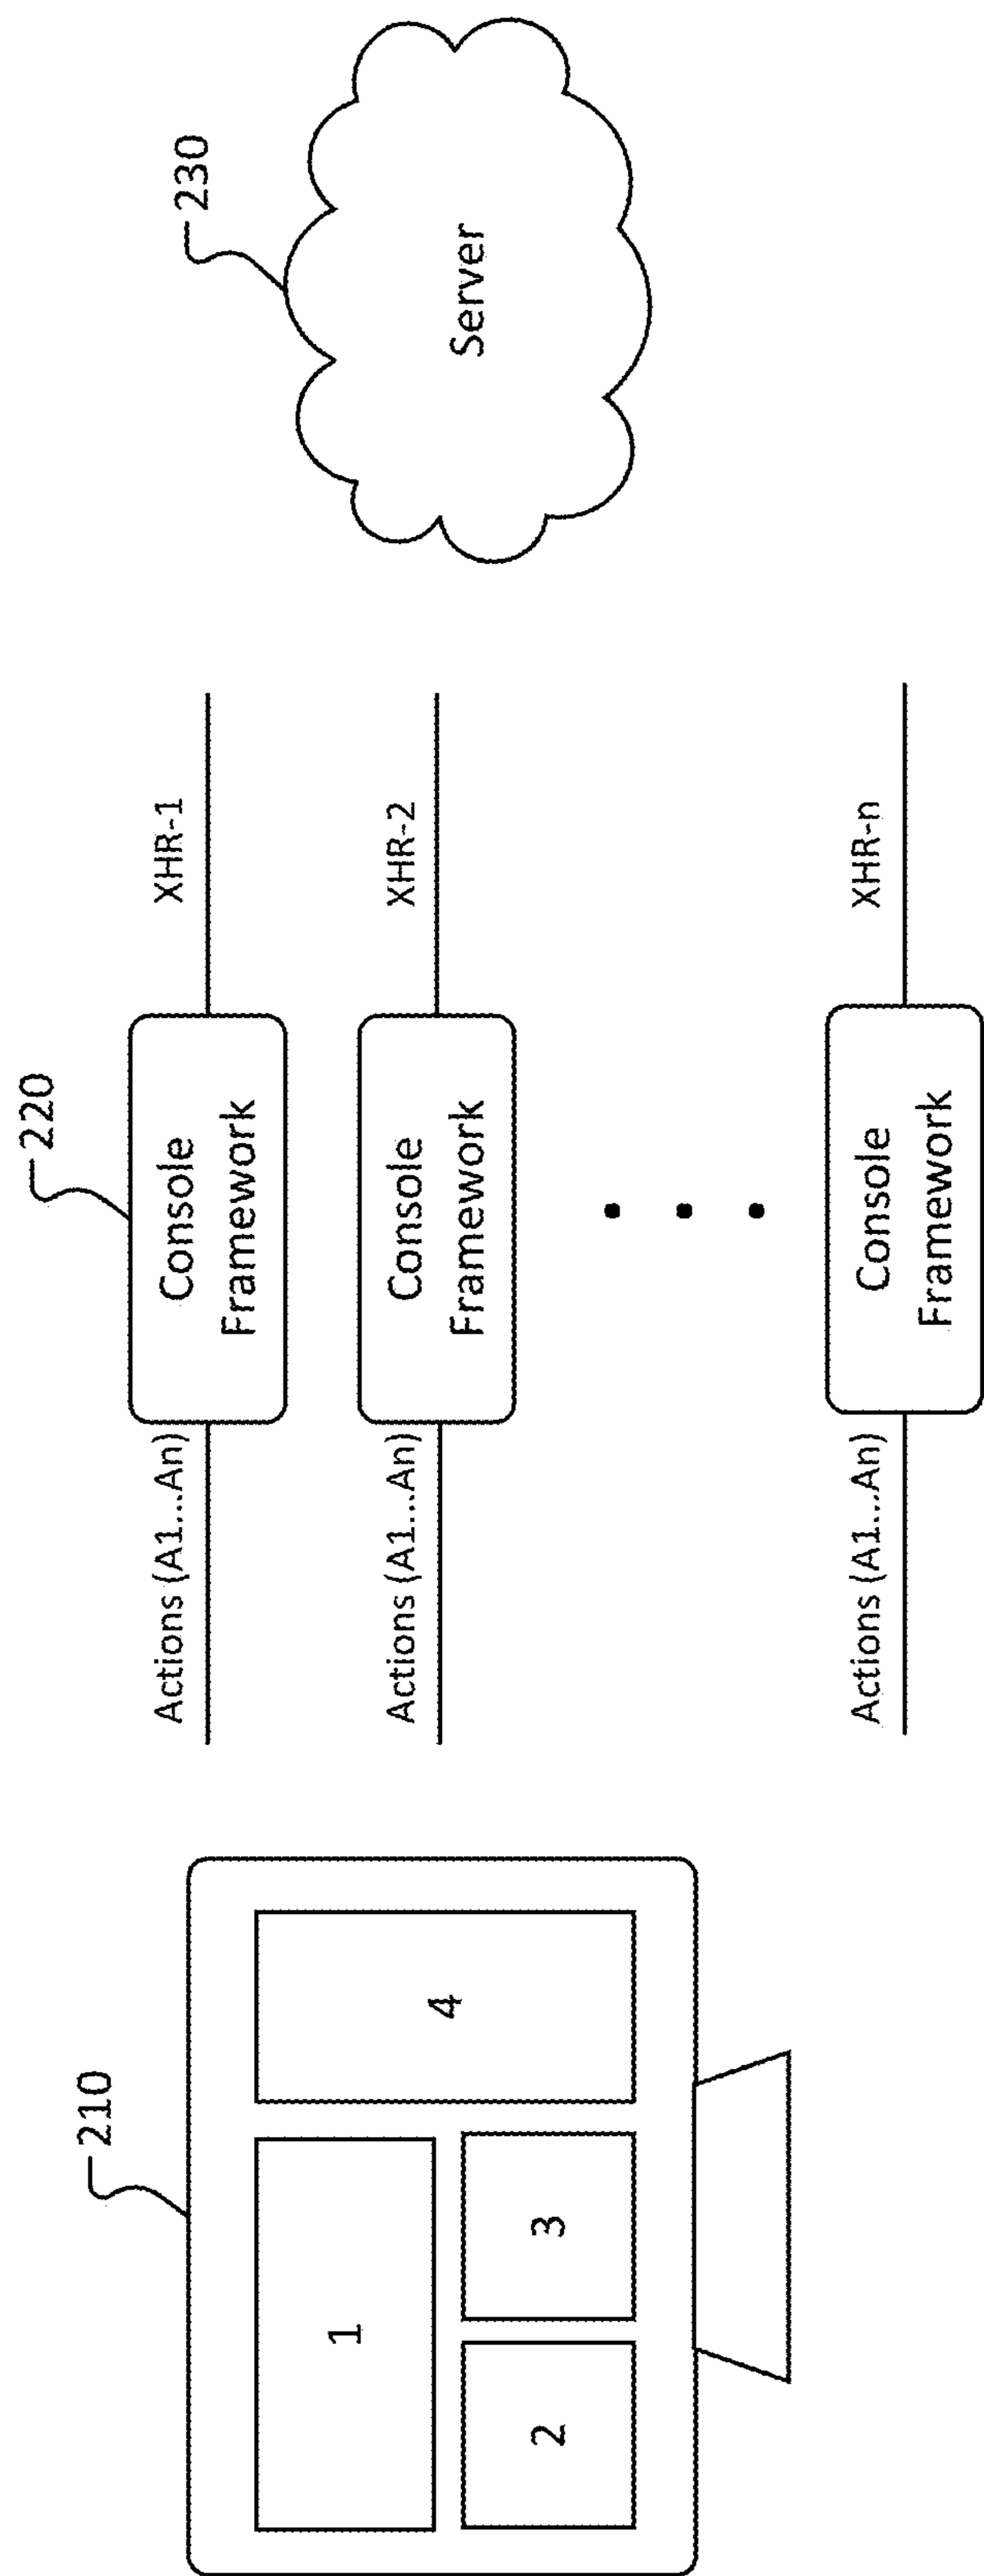 210
1
2
3
4
Actions (A1...An)
220
Console
Framework
XHR-1
Actions (A1...An)
Console
Framework
XHR-2
Actions (A1...An)
Console
Framework
XHR-n
230
Server